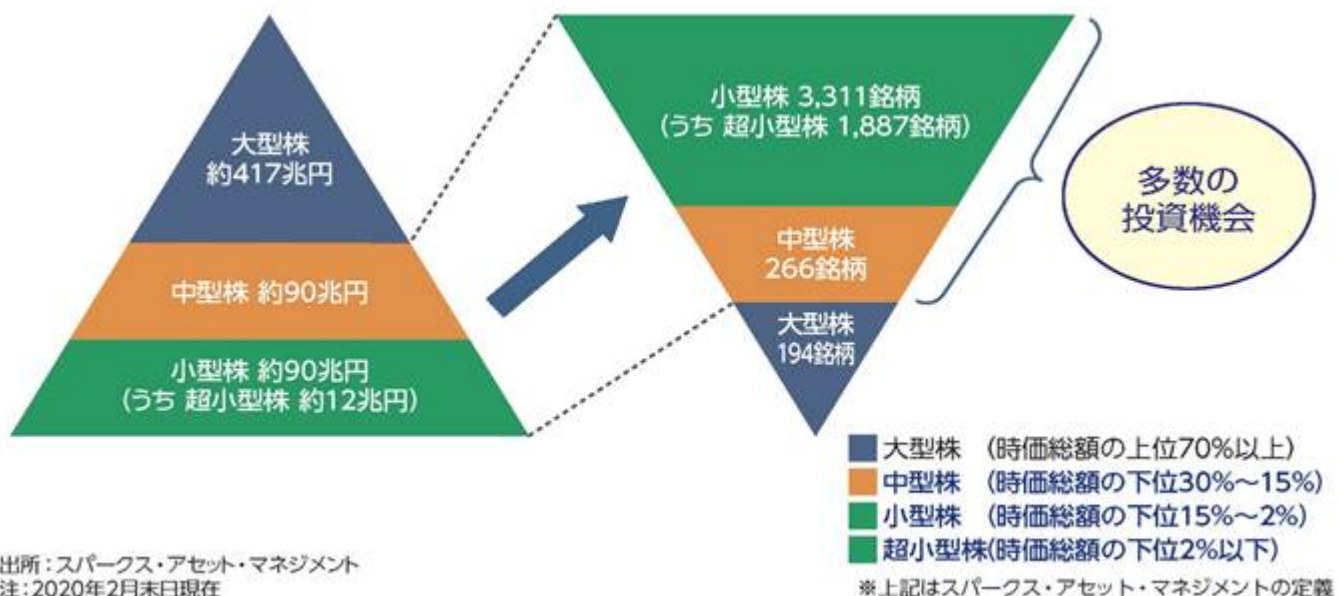 大型株
約417兆円
中型株 約90兆円
小型株 約90兆円
(うち 超小型株 約12兆円)
小型株 3,311銘柄
(うち 超小型株 1,887銘柄)
中型株
266銘柄
大型株
194銘柄
多数の
投資機会
大型株 (時価総額の上位70%以上)
中型株 (時価総額の下位30%～15%)
小型株 (時価総額の下位15%～2%)
超小型株(時価総額の下位2%以下)
※上記はスパークス・アセット・マネジメントの定義
出所：スパークス・アセット・マネジメント
注：2020年2月末日現在